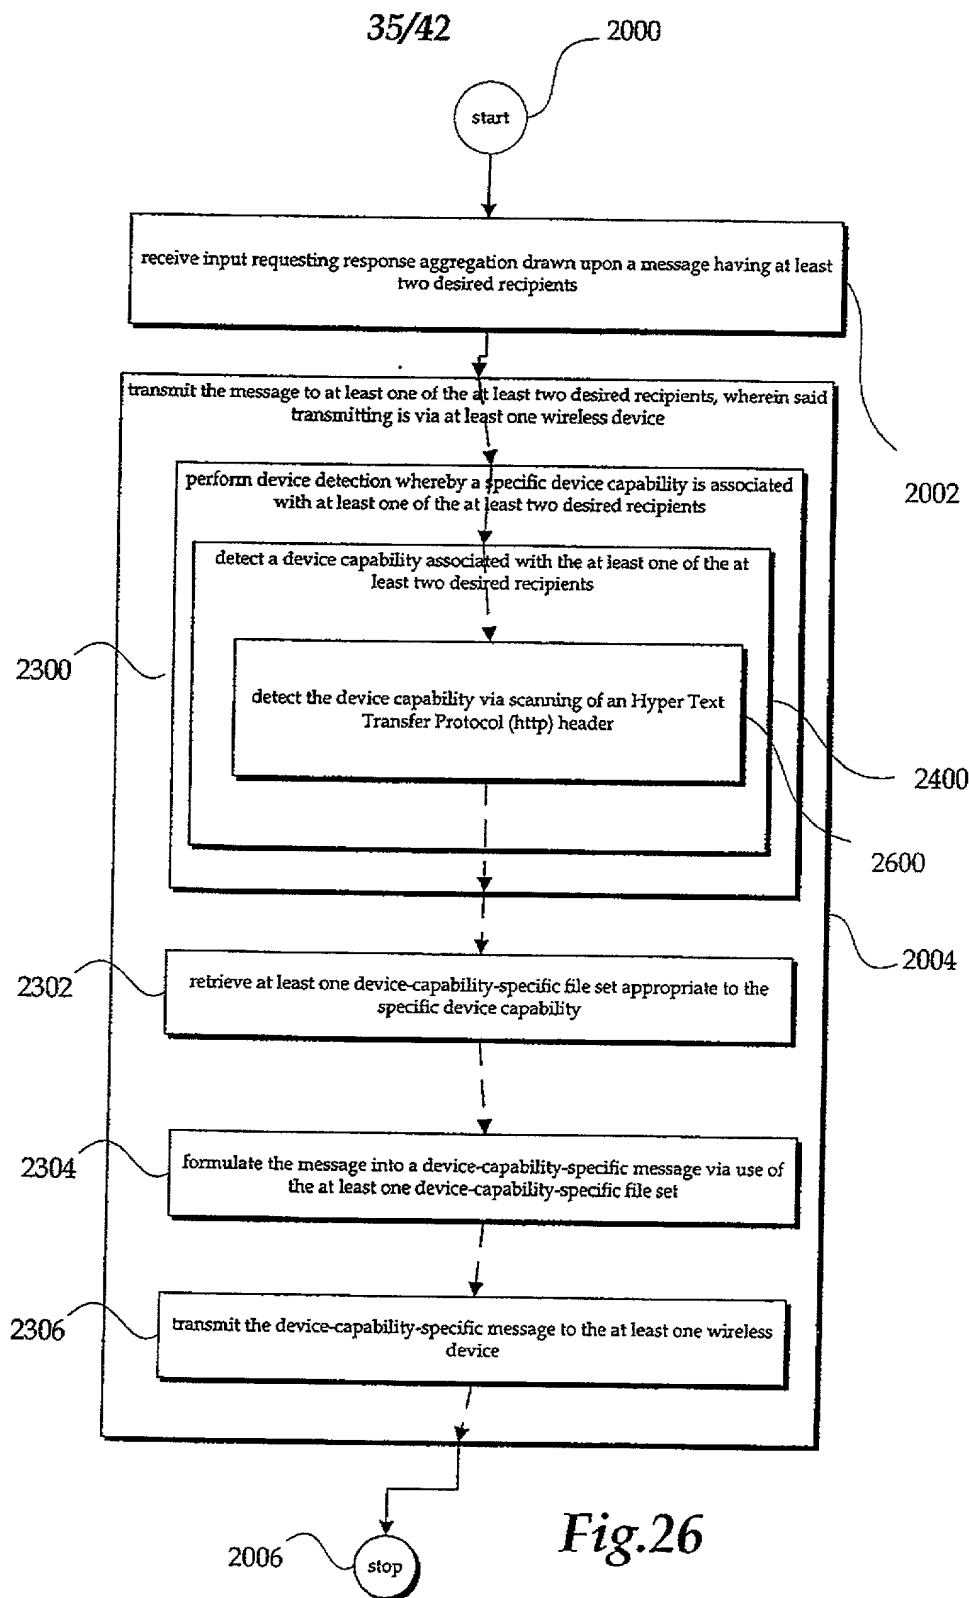 35/42
2000
start
receive input requesting response aggregation drawn upon a message having at least
two desired recipients
2002
transmit the message to at least one of the at least two desired recipients, wherein said
transmitting is via at least one wireless device
perform device detection whereby a specific device capability is associated
with at least one of the at least two desired recipients
detect a device capability associated with the at least one of the at
least two desired recipients
2300
detect the device capability via scanning of an Hyper Text
Transfer Protocol (http) header
2400
2600
2004
2302
retrieve at least one device-capability-specific file set appropriate to the
specific device capability
2304
formulate the message into a device-capability-specific message via use of
the at least one device-capability-specific file set
2306
transmit the device-capability-specific message to the at least one wireless
device
2006
stop
Fig.26